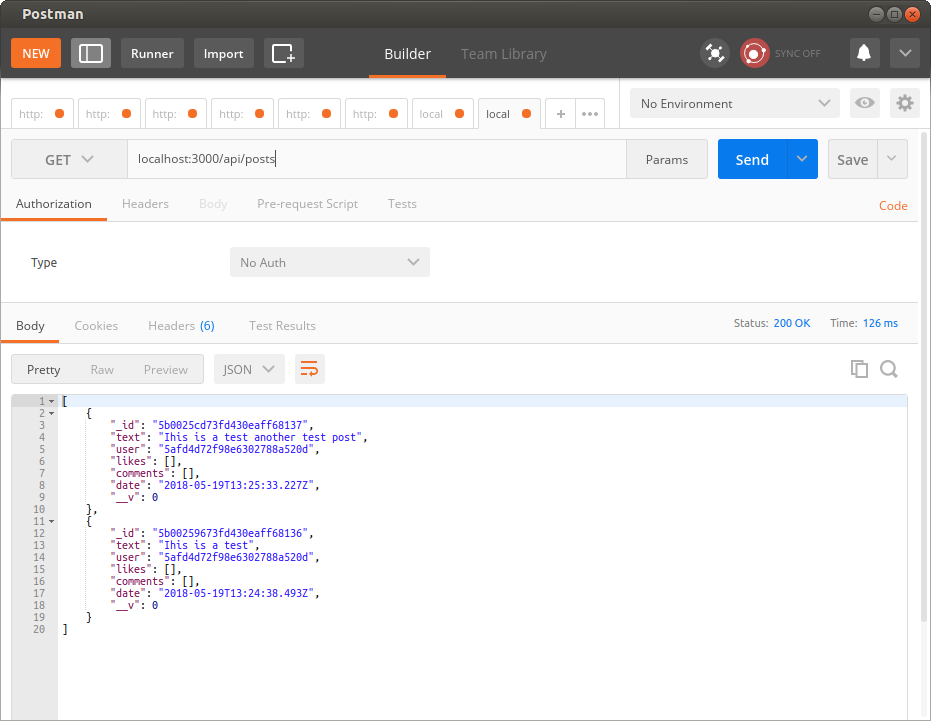 Postman
NEW Runner Import Builder Team Library SYNC OFF
http: http: http: http: http: http: local local + ••• No Environment
GET localhost:3000/api/posts Params Send Save
Authorization Headers Body Pre-request Script Tests Code
Type No Auth
Body Cookies Headers (6) Test Results Status: 200 OK Time: 126 ms
Pretty Raw Preview JSON
1 [
2 {
3 "_id": "5b0025cd73fd430eaff68137",
4 "text": "Ihis is a test another test post",
5 "user": "5afd4d72f98e6302788a520d",
6 "likes": [],
7 "comments": [],
8 "date": "2018-05-19T13:25:33.227Z",
9 "__v": 0
10 },
11 {
12 "_id": "5b00259673fd430eaff68136",
13 "text": "Ihis is a test",
14 "user": "5afd4d72f98e6302788a520d",
15 "likes": [],
16 "comments": [],
17 "date": "2018-05-19T13:24:38.493Z",
18 "__v": 0
19 }
20 ]